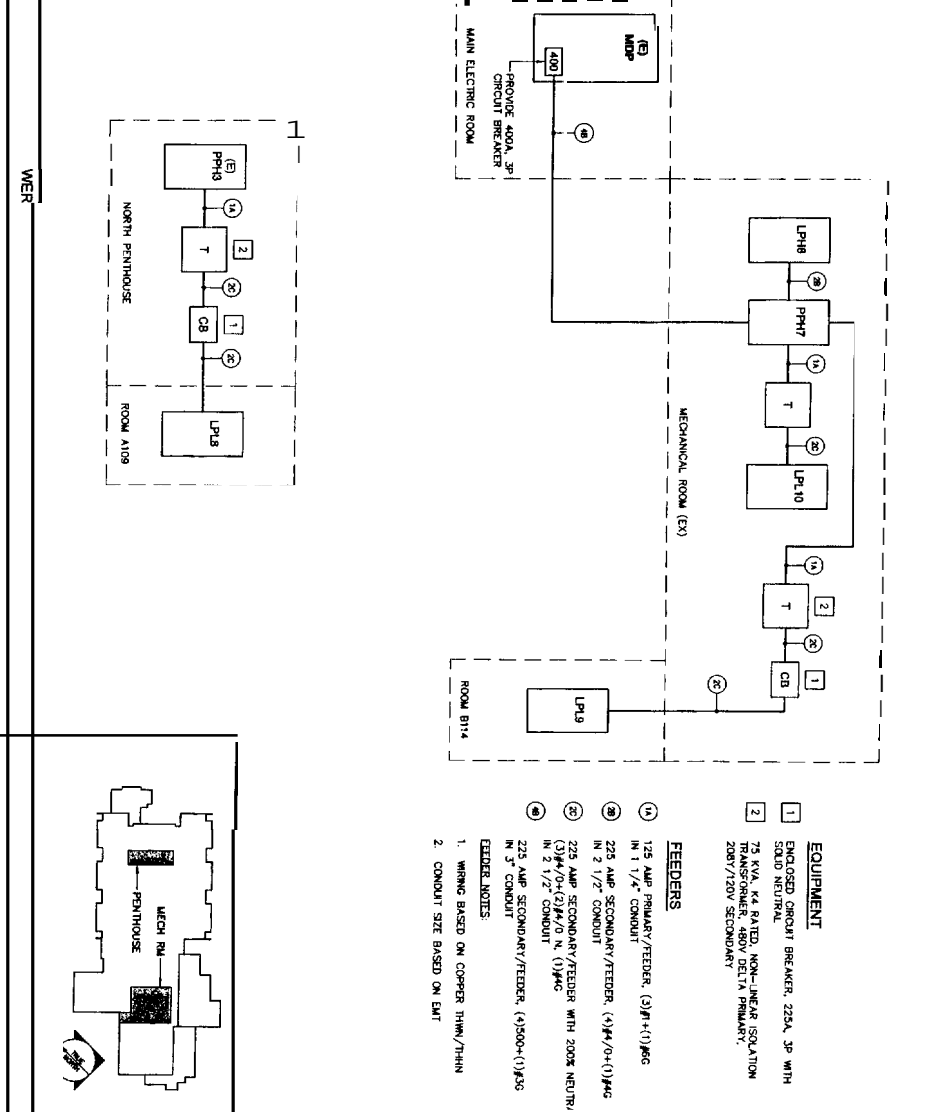 (E)
MDP
400
PROVIDE 400A, 3P
CIRCUIT BREAKER
MAIN ELECTRIC ROOM
4B
LPH8
2B
PPH7
1A
T
2C
LPL10
MECHANICAL ROOM (EX)
1A
T
2
2C
CB
1
2C
LPL9
ROOM B114
1
(E)
PPH3
1A
T
2
2C
CB
1
2C
NORTH PENTHOUSE
LPL8
ROOM A109
WER
EQUIPMENT
1 ENCLOSED CIRCUIT BREAKER, 225A, 3P WITH
SOLID NEUTRAL
2 75 KVA, K4 RATED, NON-LINEAR ISOLATION
TRANSFORMER, 480V DELTA PRIMARY,
208Y/120V SECONDARY
FEEDERS
1A 125 AMP PRIMARY/FEEDER, (3)#1+(1)#6G
IN 1 1/4" CONDUIT
2B 225 AMP SECONDARY/FEEDER, (4)#4/0+(1)#4G
IN 2 1/2" CONDUIT
2C 225 AMP SECONDARY/FEEDER WITH 200% NEUTRA
(3)#4/0+(2)#4/0 N, (1)#4G
IN 2 1/2" CONDUIT
4B 225 AMP SECONDARY/FEEDER, (4)500+(1)#3G
IN 3" CONDUIT
FEEDER NOTES:
1. WIRING BASED ON COPPER THWN/THHN
2. CONDUIT SIZE BASED ON EMT
MECH RM
PENTHOUSE